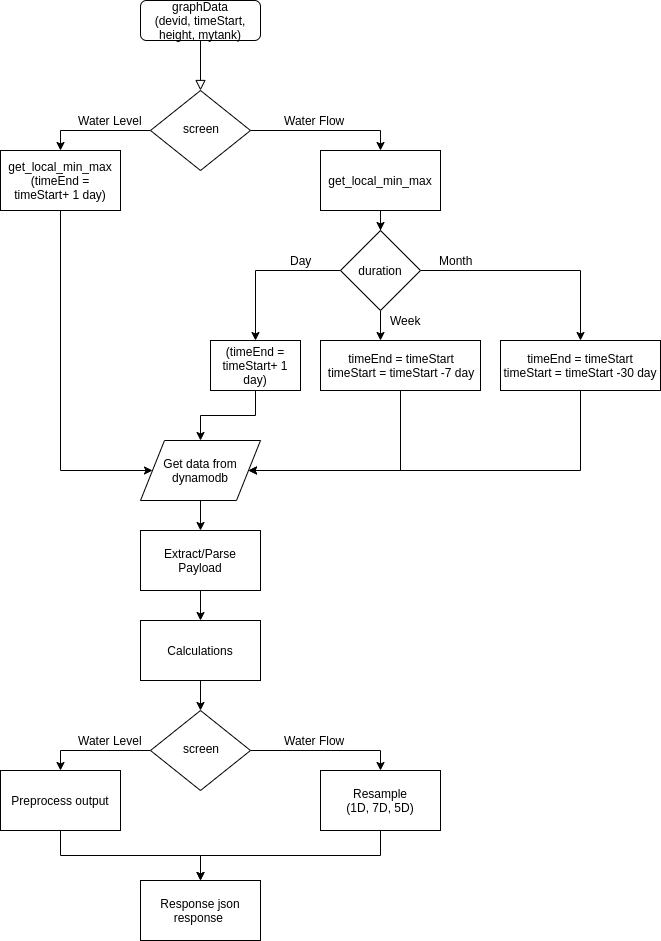 graphData
(devid, timeStart,
height, mytank)
Water Level
screen
Water Flow
get_local_min_max
(timeEnd =
timeStart+ 1 day)
get_local_min_max
Day
duration
Month
Week
(timeEnd =
timeStart+ 1
day)
timeEnd = timeStart
timeStart = timeStart -7 day
timeEnd = timeStart
timeStart = timeStart -30 day
Get data from
dynamodb
Extract/Parse
Payload
Calculations
Water Level
screen
Water Flow
Preprocess output
Resample
(1D, 7D, 5D)
Response json
response